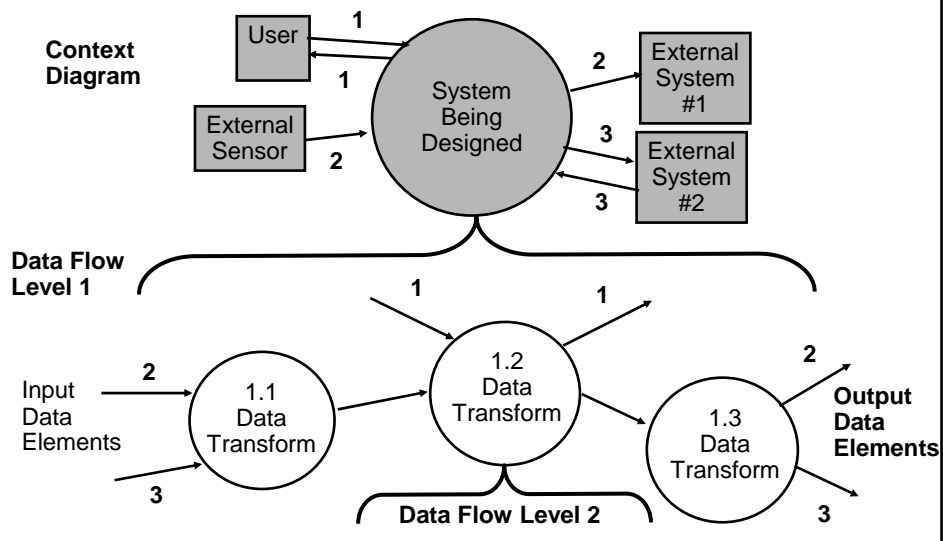 Context
Diagram
User
1
1
External
Sensor
2
System
Being
Designed
2
External
System
#1
3
3
External
System
#2
Data Flow
Level 1
1
1
Input
Data
Elements
2
3
1.1
Data
Transform
1.2
Data
Transform
1.3
Data
Transform
2
3
Output
Data
Elements
Data Flow Level 2